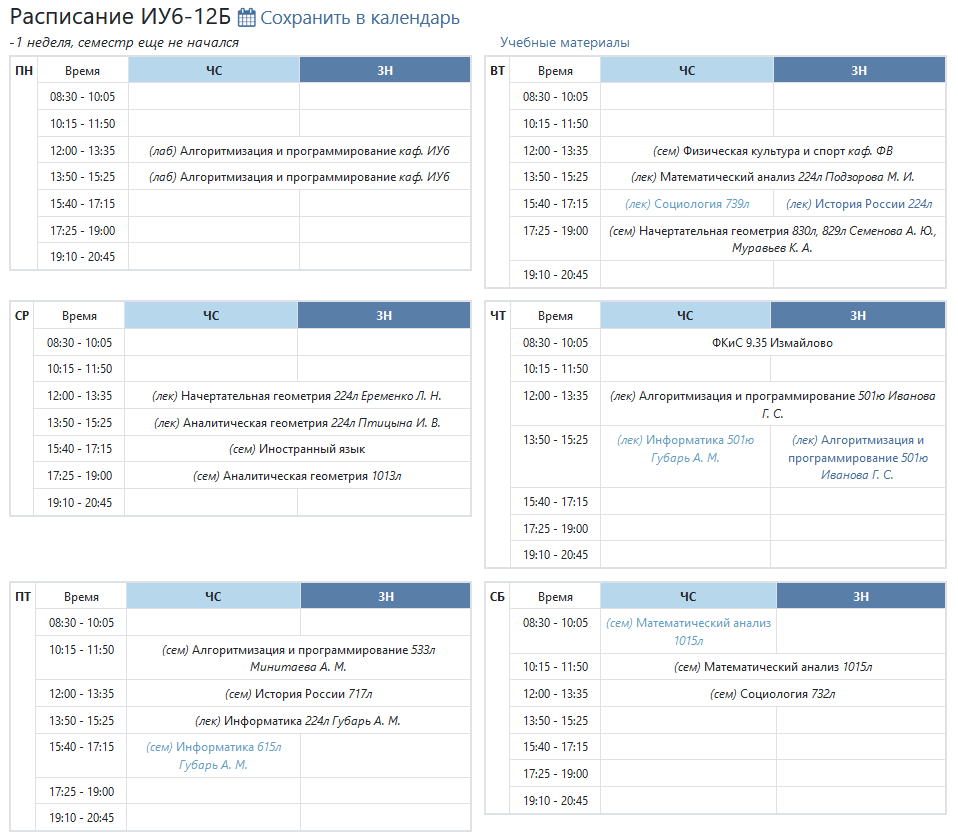 Расписание ИУ6-12Б Сохранить в календарь
-1 неделя, семестр еще не начался
Учебные материалы
ПН Время ЧС ЗН
08:30 - 10:05
10:15 - 11:50
12:00 - 13:35 (лаб) Алгоритмизация и программирование каф. ИУ6
13:50 - 15:25 (лаб) Алгоритмизация и программирование каф. ИУ6
15:40 - 17:15
17:25 - 19:00
19:10 - 20:45
ВТ Время ЧС ЗН
08:30 - 10:05
10:15 - 11:50
12:00 - 13:35 (сем) Физическая культура и спорт каф. ФВ
13:50 - 15:25 (лек) Математический анализ 224л Подзорова М. И.
15:40 - 17:15 (лек) Социология 739л (лек) История России 224л
17:25 - 19:00 (сем) Начертательная геометрия 830л, 829л Семенова А. Ю.,
Муравьев К. А.
19:10 - 20:45
СР Время ЧС ЗН
08:30 - 10:05
10:15 - 11:50
12:00 - 13:35 (лек) Начертательная геометрия 224л Еременко Л. Н.
13:50 - 15:25 (лек) Аналитическая геометрия 224л Птицына И. В.
15:40 - 17:15 (сем) Иностранный язык
17:25 - 19:00 (сем) Аналитическая геометрия 1013л
19:10 - 20:45
ЧТ Время ЧС ЗН
08:30 - 10:05 ФКиС 9.35 Измайлово
10:15 - 11:50
12:00 - 13:35 (лек) Алгоритмизация и программирование 501ю Иванова
Г. С.
13:50 - 15:25 (лек) Информатика 501ю (лек) Алгоритмизация и
Губарь А. М. программирование 501ю
Иванова Г. С.
15:40 - 17:15
17:25 - 19:00
19:10 - 20:45
ПТ Время ЧС ЗН
08:30 - 10:05
10:15 - 11:50 (сем) Алгоритмизация и программирование 533л
Минитаева А. М.
12:00 - 13:35 (сем) История России 717л
13:50 - 15:25 (лек) Информатика 224л Губарь А. М.
15:40 - 17:15 (сем) Информатика 615л
Губарь А. М.
17:25 - 19:00
19:10 - 20:45
СБ Время ЧС ЗН
08:30 - 10:05 (сем) Математический анализ
1015л
10:15 - 11:50 (сем) Математический анализ 1015л
12:00 - 13:35 (сем) Социология 732л
13:50 - 15:25
15:40 - 17:15
17:25 - 19:00
19:10 - 20:45